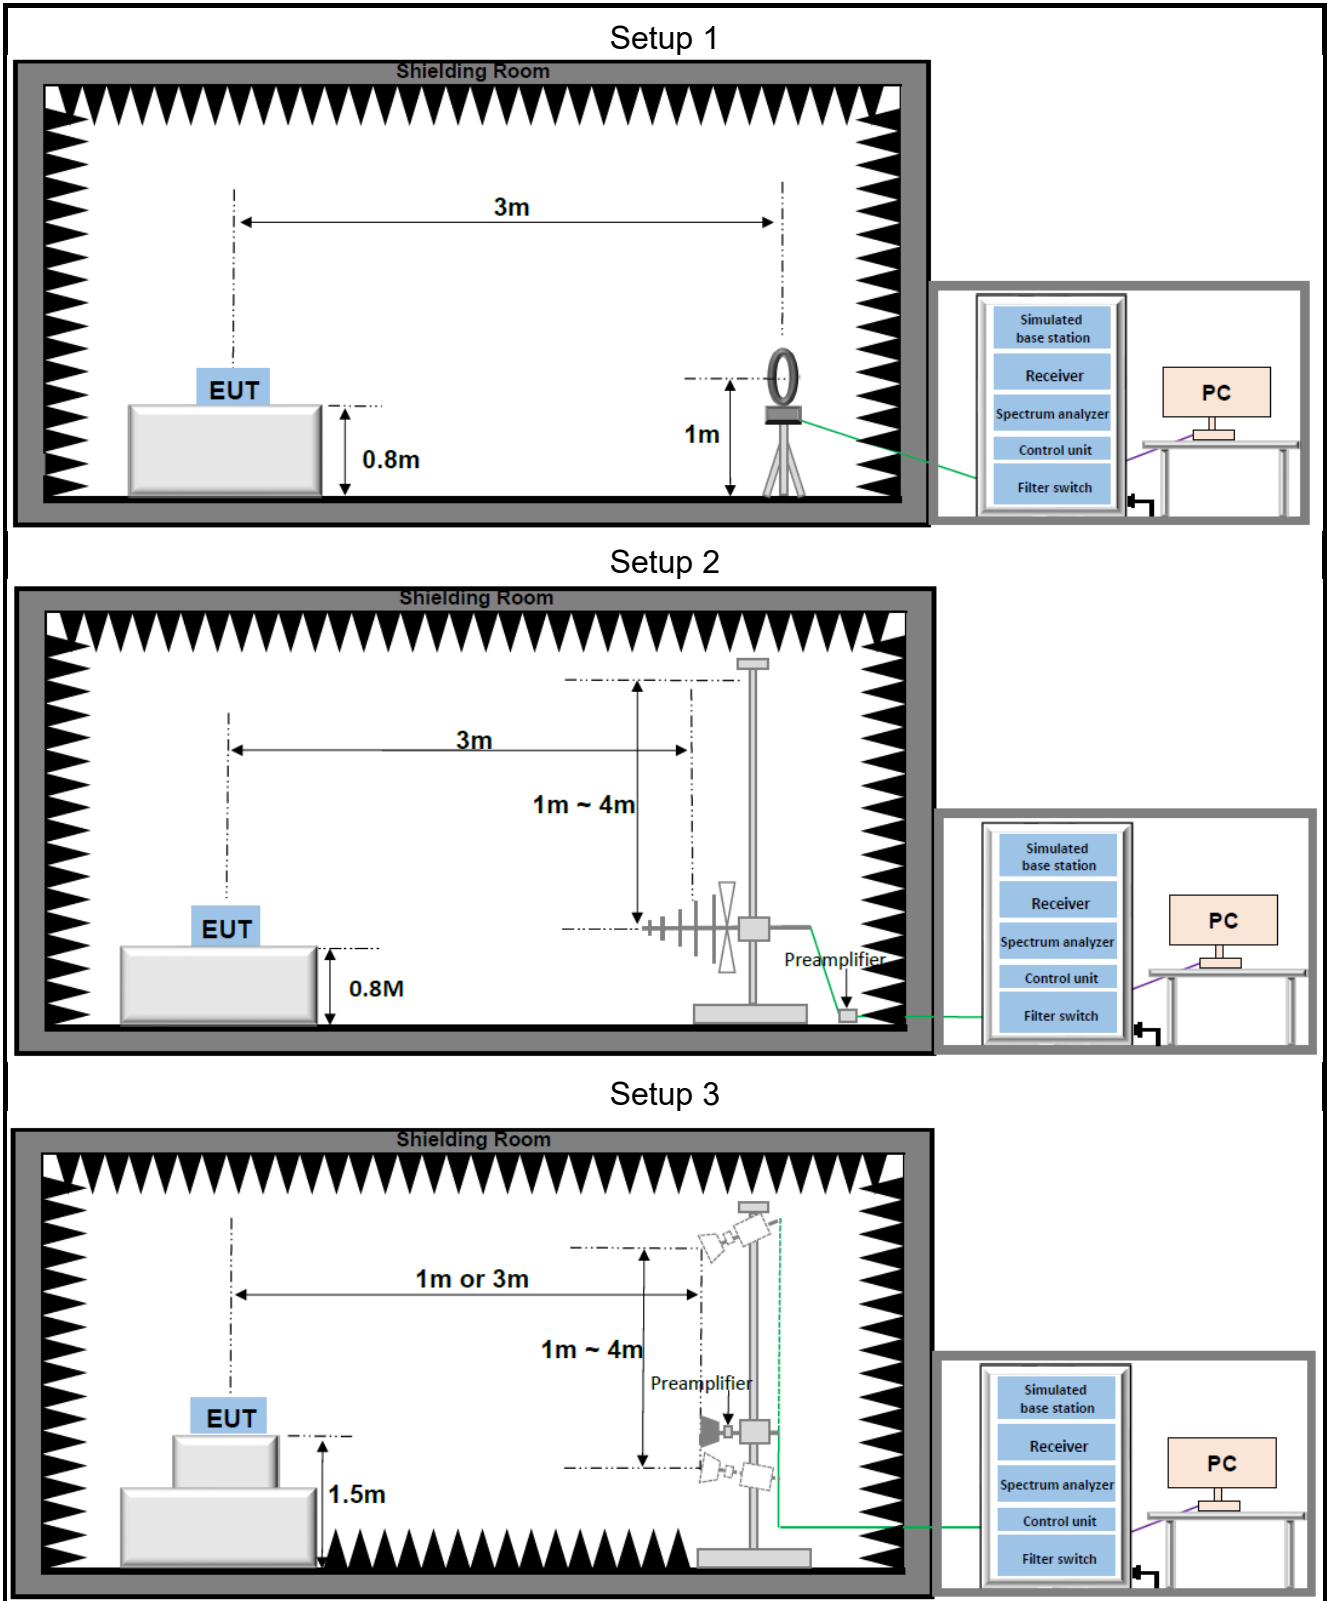 Setup 1
Shielding Room
3m
EUT
0.8m
1m
Simulated
base station
Receiver
Spectrum analyzer
Control unit
Filter switch
PC
Setup 2
Shielding Room
3m
1m ~ 4m
EUT
0.8M
Preamplifier
Simulated
base station
Receiver
Spectrum analyzer
Control unit
Filter switch
PC
Setup 3
Shielding Room
1m or 3m
1m ~ 4m
Preamplifier
EUT
1.5m
Simulated
base station
Receiver
Spectrum analyzer
Control unit
Filter switch
PC